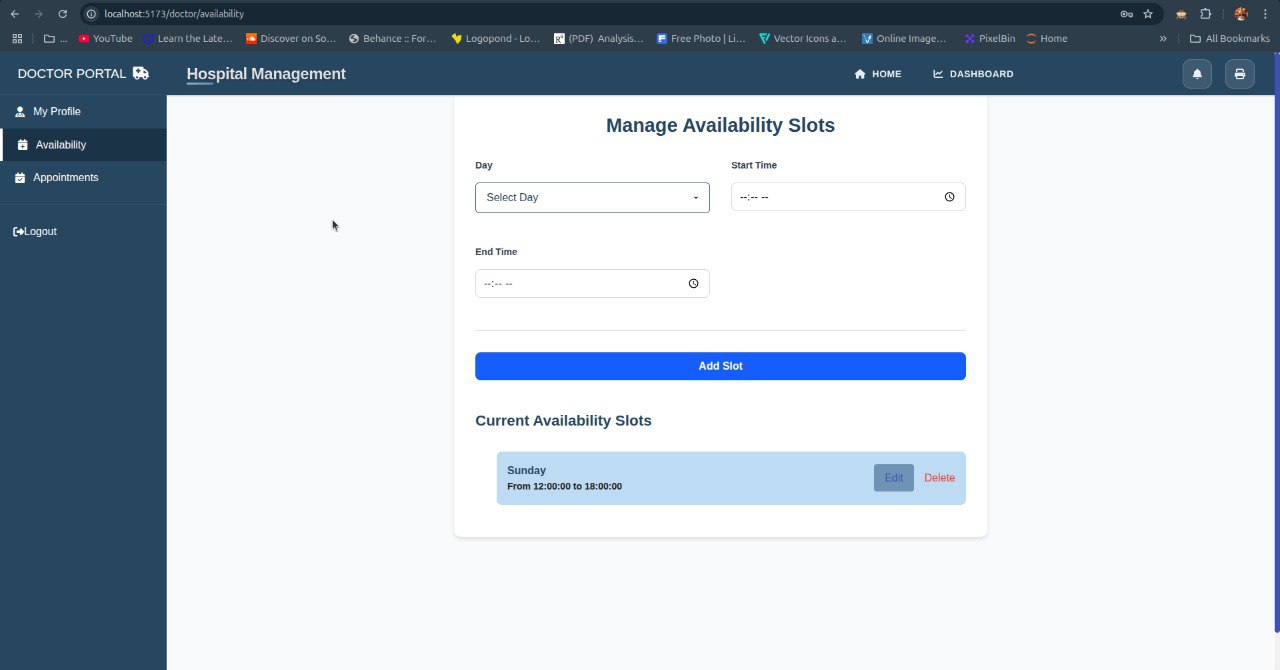 localhost:5173/doctor/availability
... YouTube Learn the Late... Discover on So... Behance :: For... Logopond - Lo... (PDF) Analysis... Free Photo | Li... Vector Icons a... Online Image... PixelBin Home » All Bookmarks
DOCTOR PORTAL Hospital Management HOME DASHBOARD
My Profile
Availability
Appointments
Logout
Manage Availability Slots
Day Start Time
Select Day --:-- --
End Time
--:-- --
Add Slot
Current Availability Slots
Sunday
From 12:00:00 to 18:00:00
Edit Delete